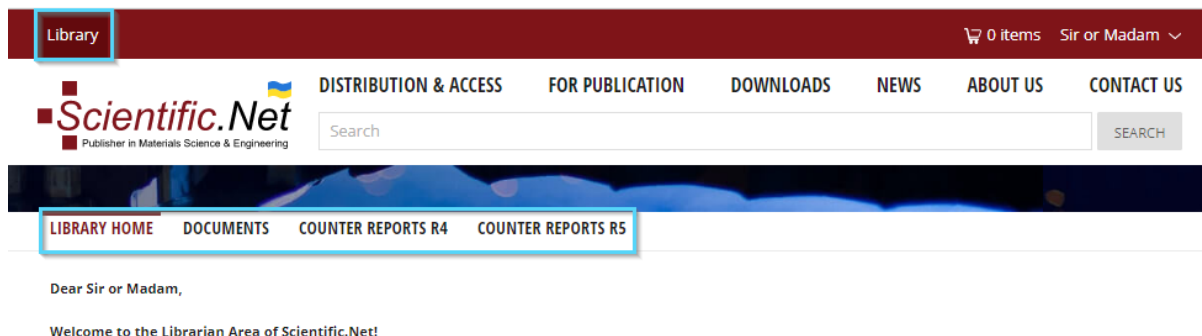 Library
0 items Sir or Madam
DISTRIBUTION & ACCESS FOR PUBLICATION DOWNLOADS NEWS ABOUT US CONTACT US
Scientific.Net
Publisher in Materials Science & Engineering
Search
SEARCH
LIBRARY HOME DOCUMENTS COUNTER REPORTS R4 COUNTER REPORTS R5
Dear Sir or Madam,
Welcome to the Librarian Area of Scientific.Net!